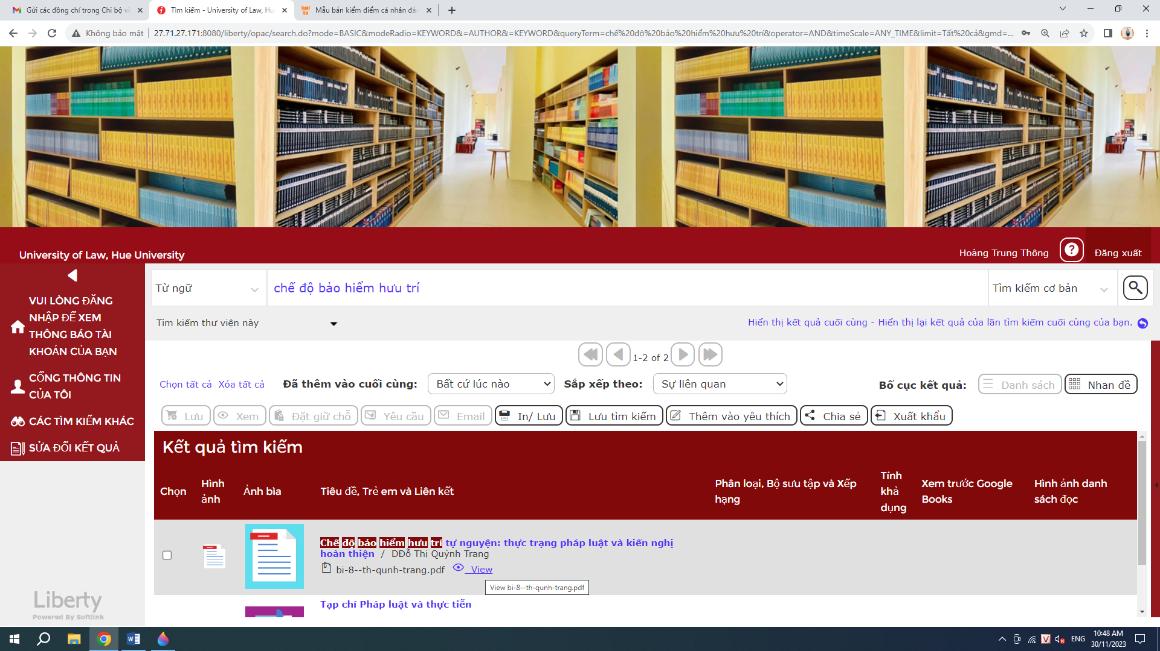 Gửi các đồng chí trong Chi bộ và
Tìm kiếm - University of Law, Hu
Mẫu bản kiểm điểm cá nhân đả
Không bảo mật | 27.71.27.171:8080/liberty/opac/search.do?mode=BASIC&modeRadio=KEYWORD&=AUTHOR&=KEYWORD&queryTerm=chế%20độ%20bảo%20hiểm%20hưu%20trí&operator=AND&timeScale=ANY_TIME&limit=Tất%20cả&gmd=...
University of Law, Hue University
Hoàng Trung Thông ? Đăng xuất
VUI LÒNG ĐĂNG
NHẬP ĐỂ XEM
THÔNG BÁO TÀI
KHOẢN CỦA BẠN
CỔNG THÔNG TIN
CỦA TÔI
CÁC TÌM KIẾM KHÁC
SỬA ĐỔI KẾT QUẢ
Từ ngữ chế độ bảo hiểm hưu trí Tìm kiếm cơ bản
Tìm kiếm thư viện này
Hiển thị kết quả cuối cùng - Hiển thị lại kết quả của lần tìm kiếm cuối cùng của bạn.
1-2 of 2
Chọn tất cả Xóa tất cả Đã thêm vào cuối cùng: Bất cứ lúc nào Sắp xếp theo: Sự liên quan Bố cục kết quả: Danh sách Nhan đề
Lưu Xem Đặt giữ chỗ Yêu cầu Email In/ Lưu Lưu tìm kiếm Thêm vào yêu thích Chia sẻ Xuất khẩu
Kết quả tìm kiếm
Chọn Hình ảnh Ảnh bìa Tiêu đề, Trẻ em và Liên kết Phân loại, Bộ sưu tập và Xếp hạng Tính khả dụng Xem trước Google Books Hình ảnh danh sách đọc
Chế độ bảo hiểm hưu trí tự nguyện: thực trạng pháp luật và kiến nghị
hoàn thiện / DĐỗ Thị Quỳnh Trang
bi-8--th-qunh-trang.pdf View
View bi-8--th-qunh-trang.pdf
Tạp chí Pháp luật và thực tiễn
Liberty
Powered By Softlink
ENG
10:48 AM
30/11/2023